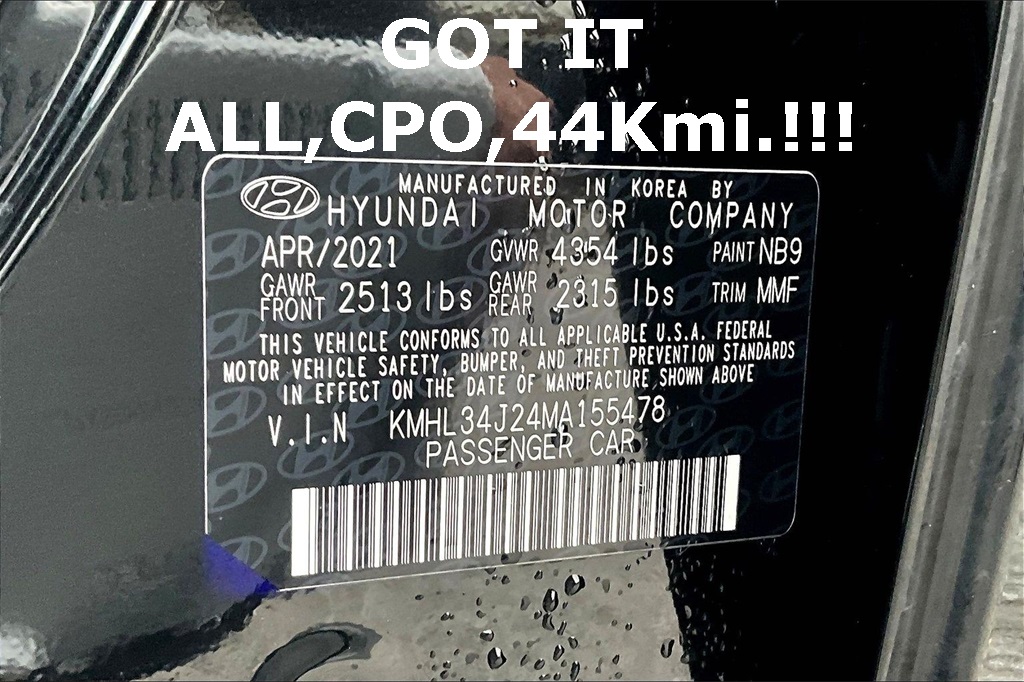 GOT IT
ALL,CPO,44Kmi.!!!
MANUFACTURED IN KOREA BY
HYUNDAI MOTOR COMPANY
APR/2021 GVWR 4354 lbs PAINT NB9
GAWR FRONT 2513 lbs GAWR REAR 2315 lbs TRIM MMF
THIS VEHICLE CONFORMS TO ALL APPLICABLE U.S.A. FEDERAL
MOTOR VEHICLE SAFETY, BUMPER, AND THEFT PREVENTION STANDARDS
IN EFFECT ON THE DATE OF MANUFACTURE SHOWN ABOVE
V.I.N KMHL34J24MA155478
PASSENGER CAR